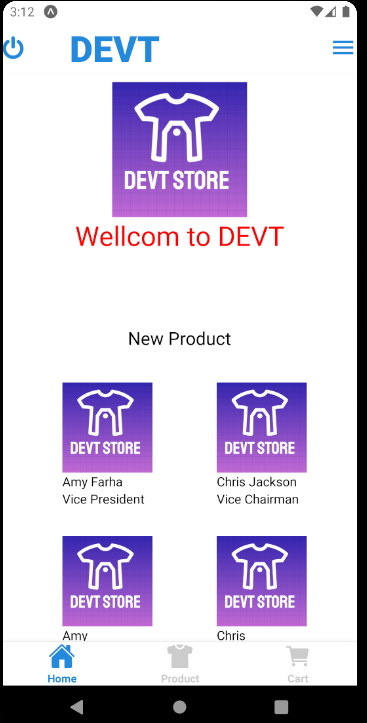 3:12
DEVT
DEVT STORE
Wellcom to DEVT
New Product
DEVT STORE
DEVT STORE
Amy Farha
Chris Jackson
Vice President
Vice Chairman
DEVT STORE
DEVT STORE
Amy
Chris
Home
Product
Cart